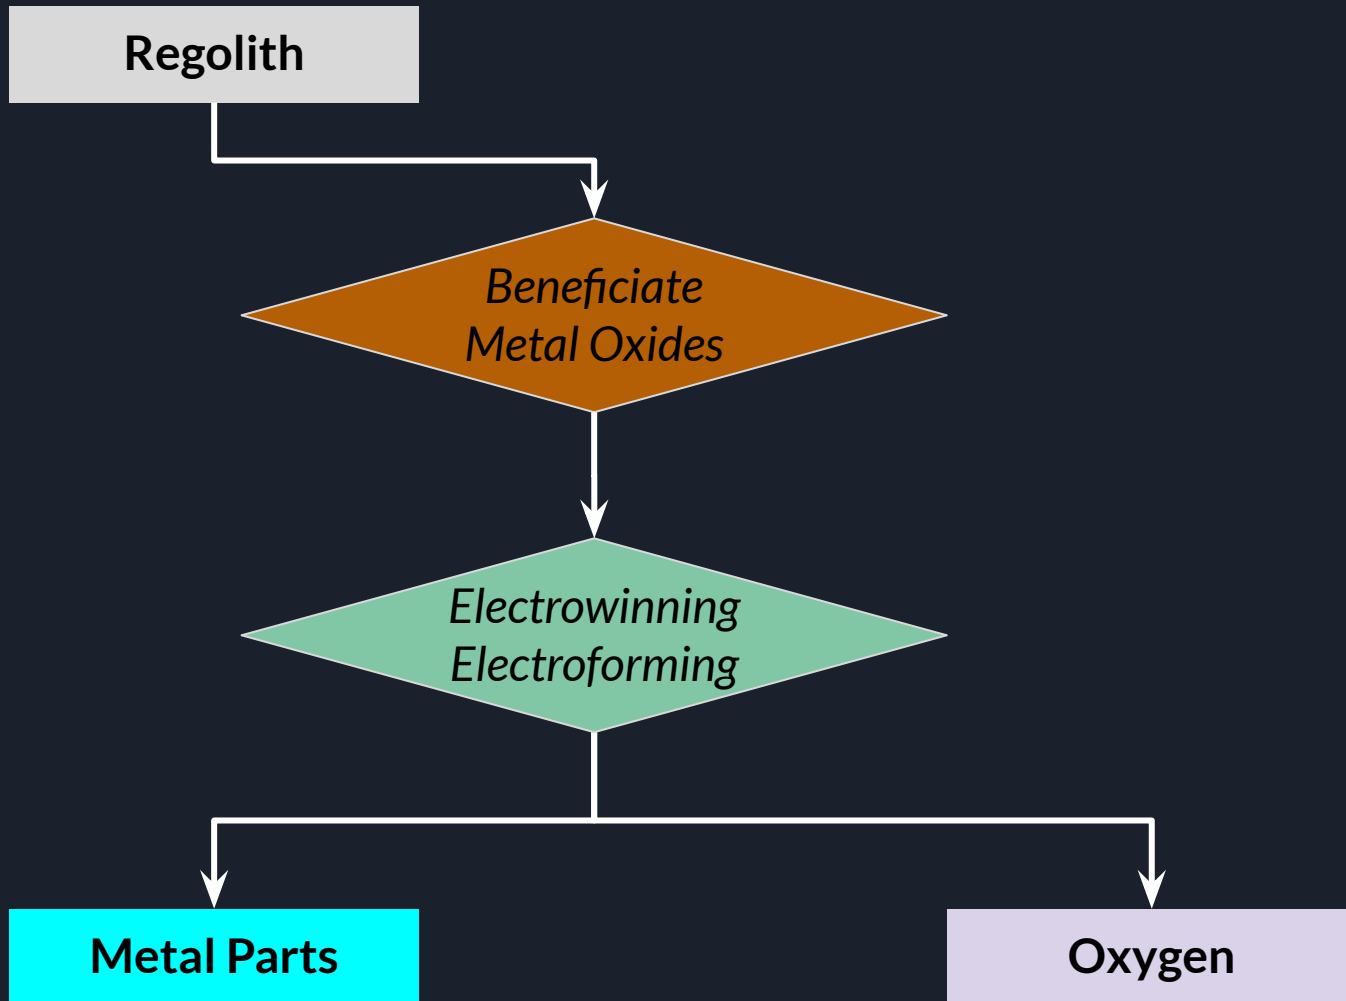 Regolith
Beneficiate
Metal Oxides
Electrowinning
Electroforming
Metal Parts
Oxygen